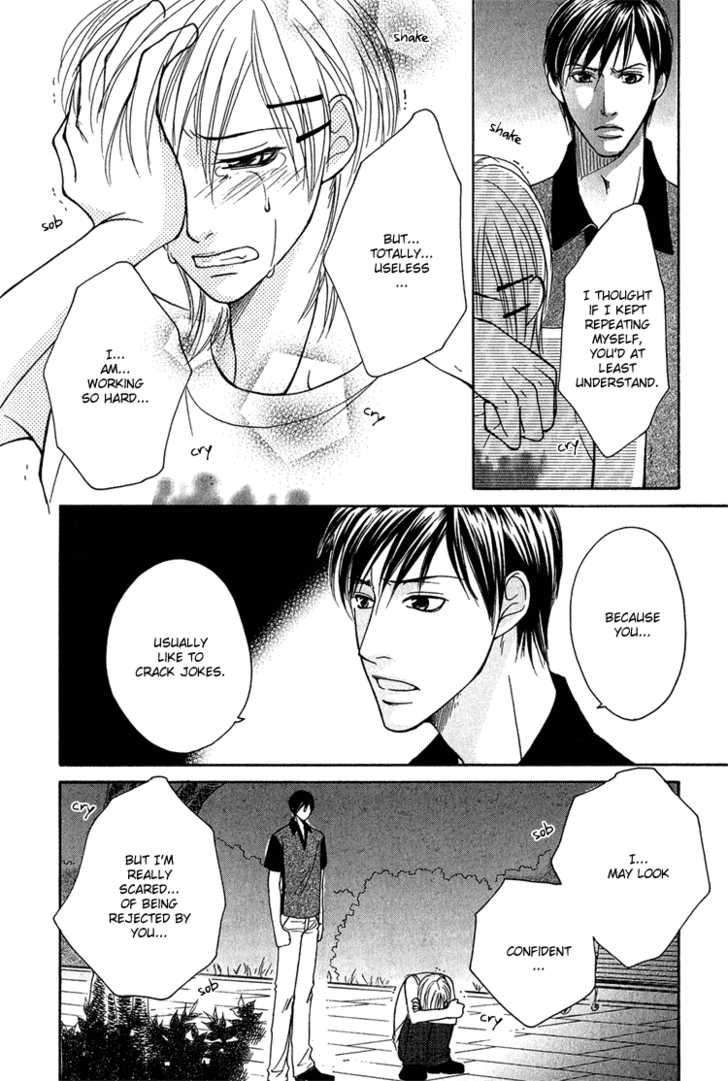 shake
I THOUGHT
IF I KEPT
REPEATING
MYSELF,
YOU'D AT
LEAST
UNDERSTAND.
cry
shake
BUT...
TOTALLY...
USELESS
...
sob
I...
AM...
WORKING
SO HARD...
cry
cry
BECAUSE
YOU...
USUALLY
LIKE TO
CRACK JOKES.
sob
I...
MAY LOOK
CONFIDENT
...
cry
cry
BUT I'M
REALLY
SCARED...
OF BEING
REJECTED BY
YOU...
sob